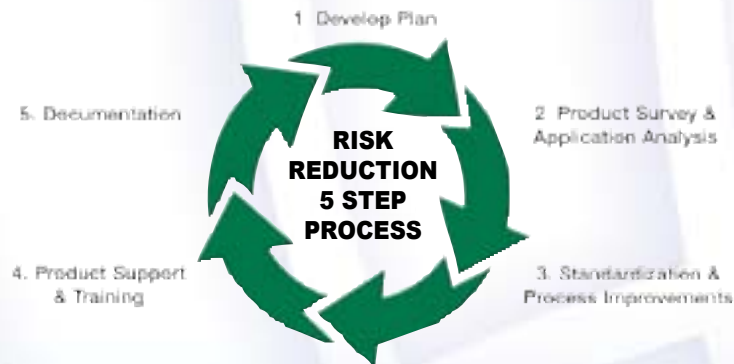 1 Develop Plan
2 Product Survey &
Application Analysis
3. Standardization &
Process Improvements
4. Product Support
& Training
5. Documentation
RISK
REDUCTION
5 STEP
PROCESS